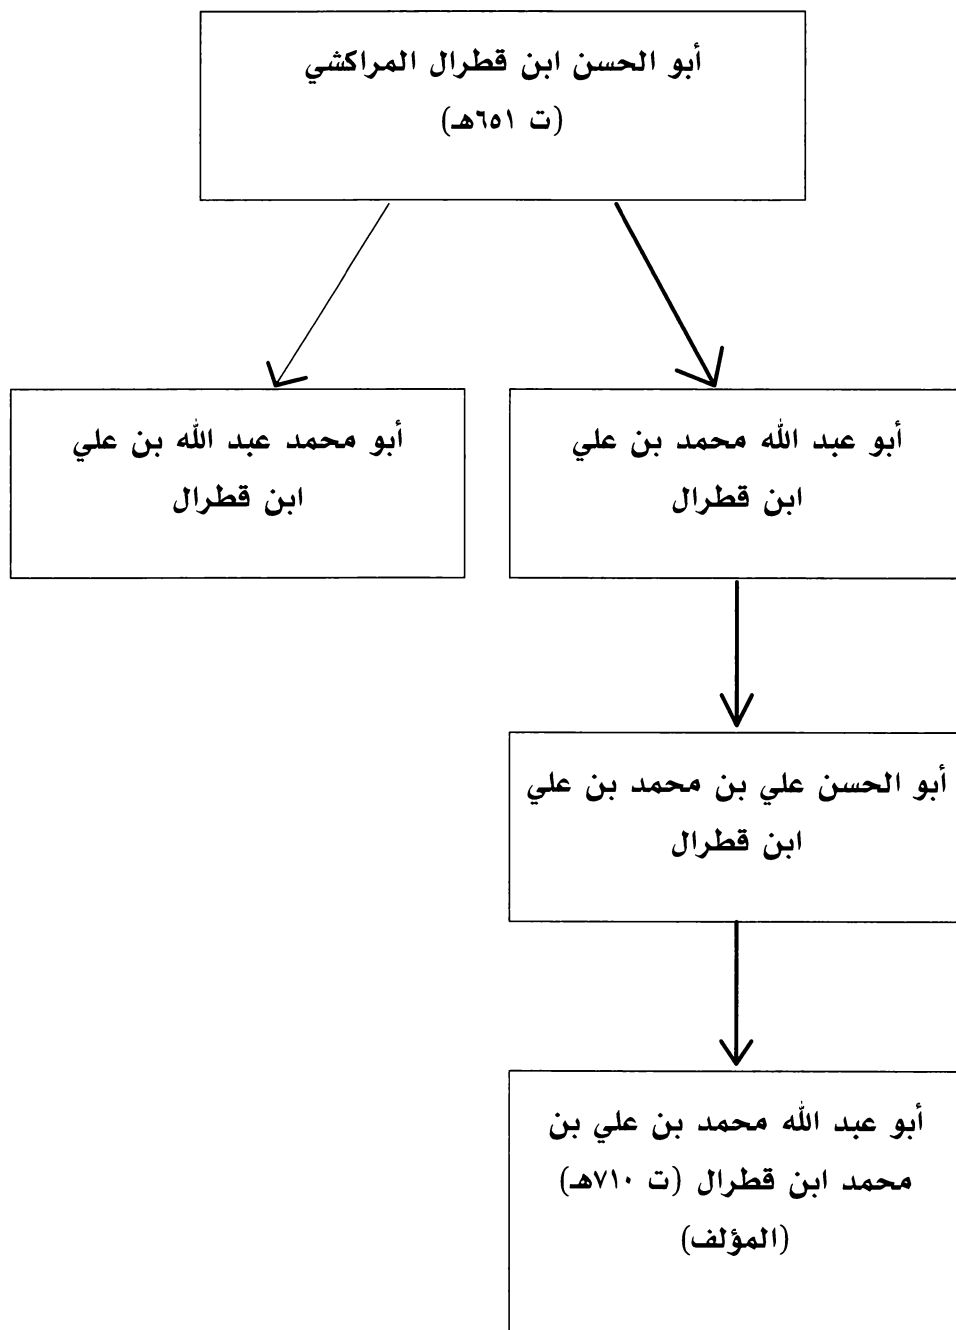 أبو الحسن ابن قطرال المراكشي
(ت ٦٥١هـ)
أبو عبد الله محمد بن علي
ابن قطرال
أبو محمد عبد الله بن علي
ابن قطرال
أبو الحسن علي بن محمد بن علي
ابن قطرال
أبو عبد الله محمد بن علي بن
محمد ابن قطرال (ت ٧١٠هـ)
(المؤلف)